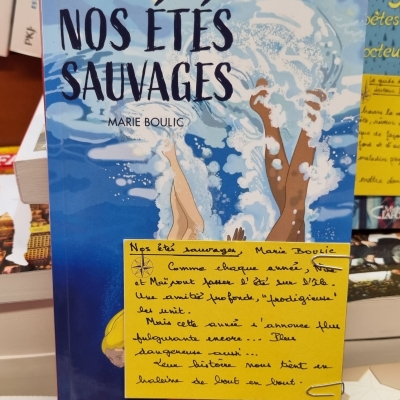 NOS ÉTÉS
SAUVAGES
MARIE BOULIC
Nos été sauvages, Marie Boulic
Comme chaque année,
et Maï vont passer l'été sur l'île.
Une amitié profonde, "prodigieuse"
les unit.
Mais cette année s'annonce plus
fulgurante encore... Plus
dangereuse aussi...
Leur histoire nous tient en
haleine de bout en bout.